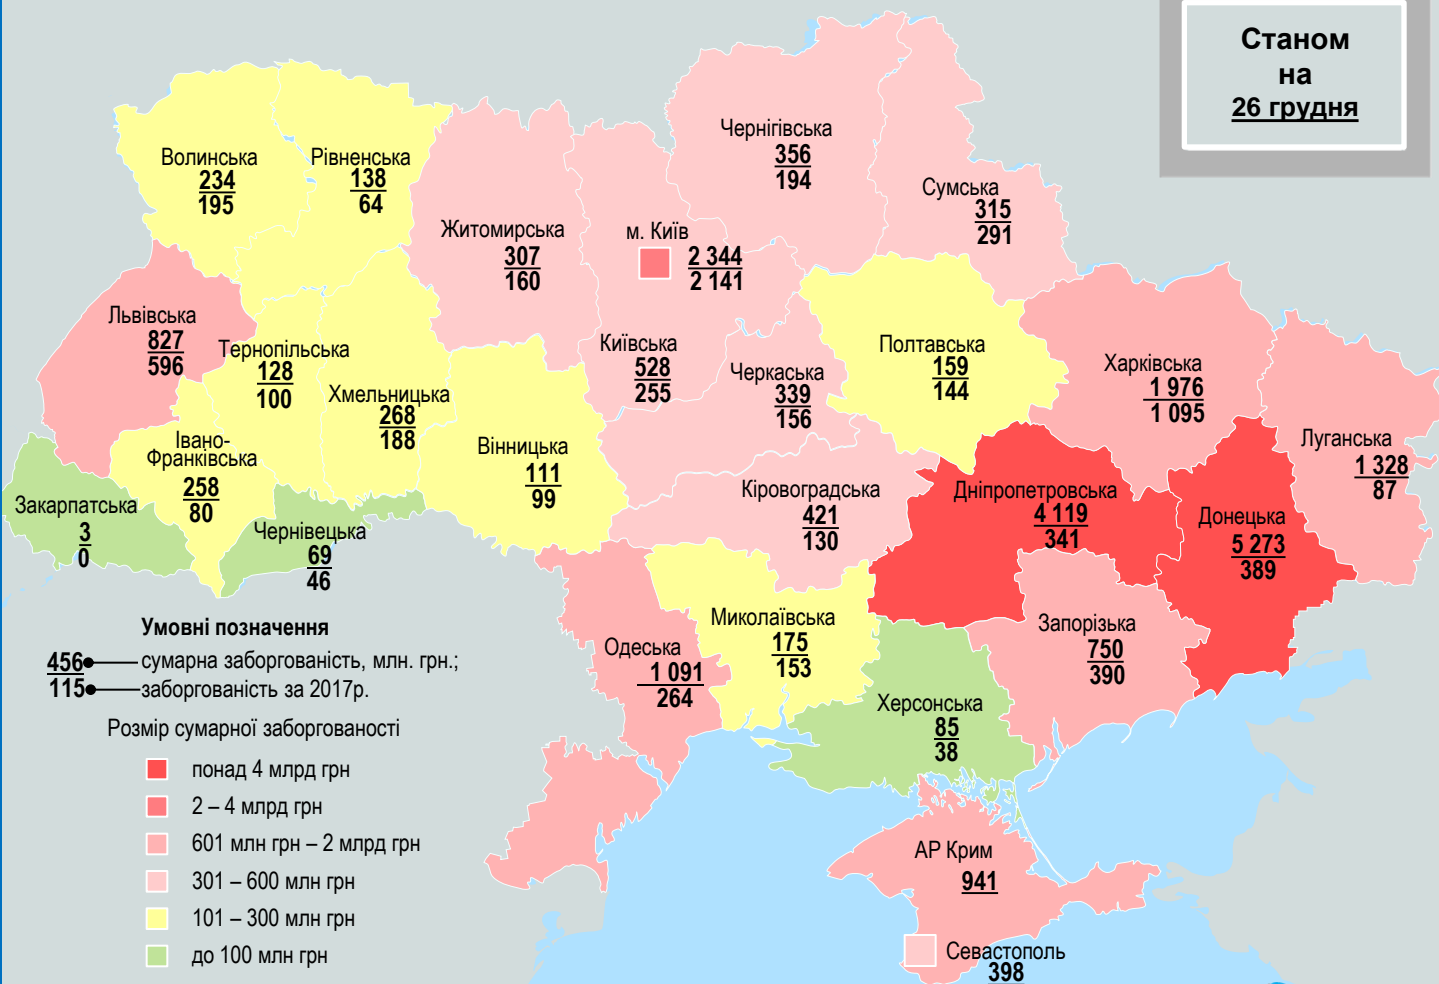 Станом
на
26 грудня
Волинська
234
195
Рівненська
138
64
Житомирська
307
160
м. Київ
2 344
2 141
Чернігівська
356
194
Сумська
315
291
Львівська
827
596
Тернопільська
128
100
Хмельницька
268
188
Київська
528
255
Черкаська
339
156
Полтавська
159
144
Харківська
1 976
1 095
Луганська
1 328
87
Івано-
Франківська
258
80
Вінницька
111
99
Кіровоградська
421
130
Дніпропетровська
4 119
341
Донецька
5 273
389
Закарпатська
3
0
Чернівецька
69
46
Одеська
1 091
264
Миколаївська
175
153
Запорізька
750
390
Херсонська
85
38
АР Крим
941
Севастополь
398
Умовні позначення
456
сумарна заборгованість, млн. грн.;
115
заборгованість за 2017р.
Розмір сумарної заборгованості
понад 4 млрд грн
2 – 4 млрд грн
601 млн грн – 2 млрд грн
301 – 600 млн грн
101 – 300 млн грн
до 100 млн грн